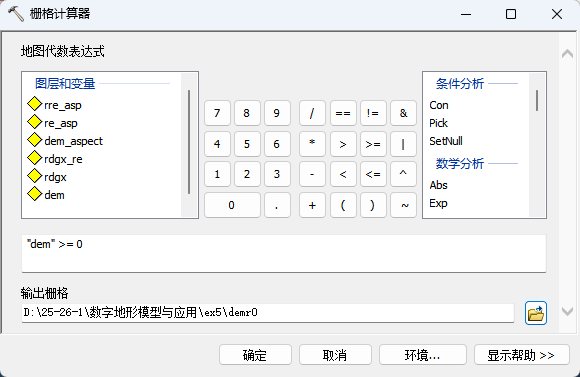 栅格计算器
地图代数表达式
图层和变量
rre_asp
re_asp
dem_aspect
rdgx_re
rdgx
dem
7 8 9 / == != &
4 5 6 * > >= |
1 2 3 - < <= ^
0 . + ( ) ~
条件分析
Con
Pick
SetNull
数学分析
Abs
Exp
"dem" >= 0
输出栅格
D:\25-26-1\数字地形模型与应用\ex5\demr0
确定 取消 环境... 显示帮助 >>